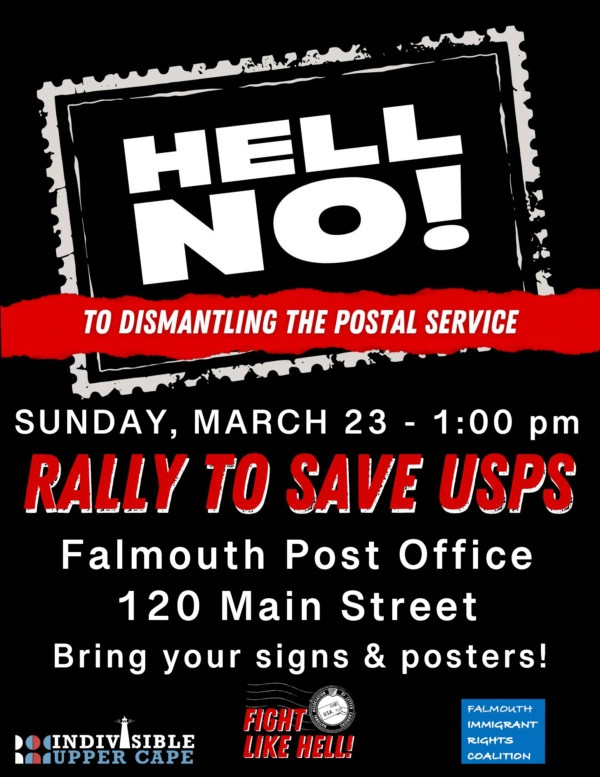 HELL
NO!
TO DISMANTLING THE POSTAL SERVICE
SUNDAY, MARCH 23 - 1:00 pm
RALLY TO SAVE USPS
Falmouth Post Office
120 Main Street
Bring your signs & posters!
INDIVISIBLE
UPPER CAPE
FIGHT
LIKE HELL!
FALMOUTH
IMMIGRANT
RIGHTS
COALITION